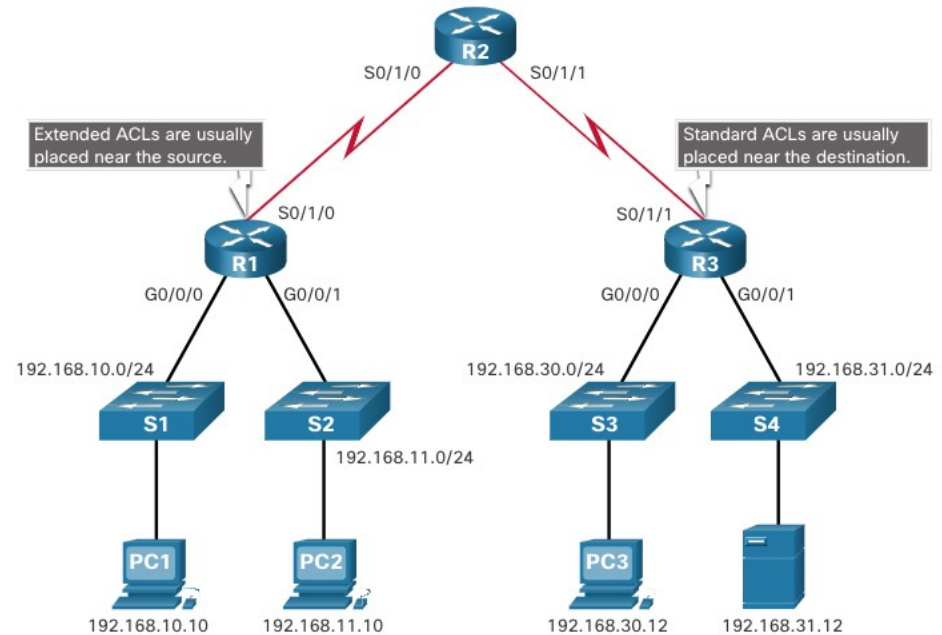 R2
S0/1/0
S0/1/1
Extended ACLs are usually
placed near the source.
Standard ACLs are usually
placed near the destination.
S0/1/0
S0/1/1
R1
R3
G0/0/0
G0/0/1
G0/0/0
G0/0/1
192.168.10.0/24
192.168.30.0/24
192.168.31.0/24
S1
S2
S3
S4
192.168.11.0/24
PC1
PC2
PC3
192.168.10.10
192.168.11.10
192.168.30.12
192.168.31.12